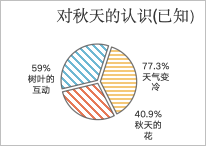 对秋天的认识(已知)
59%
树叶的
互动
77.3%
天气变
冷
40.9%
秋天的
花